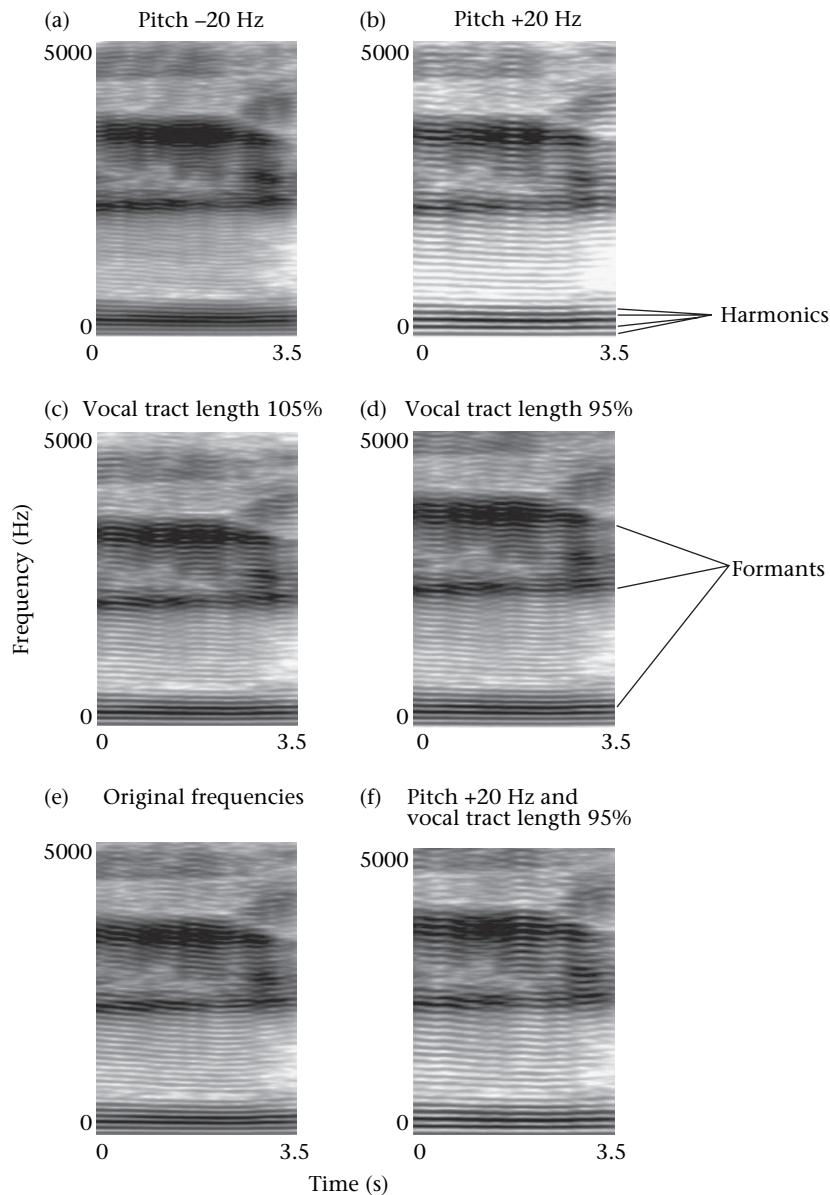 (a) Pitch –20 Hz
(b) Pitch +20 Hz
5000
5000
0
0
Harmonics
0 3.5
0 3.5
(c) Vocal tract length 105%
(d) Vocal tract length 95%
5000
5000
Frequency (Hz)
Formants
0
0
0 3.5
0 3.5
(e) Original frequencies
(f) Pitch +20 Hz and
vocal tract length 95%
5000
5000
0
0
0 3.5
0 3.5
Time (s)